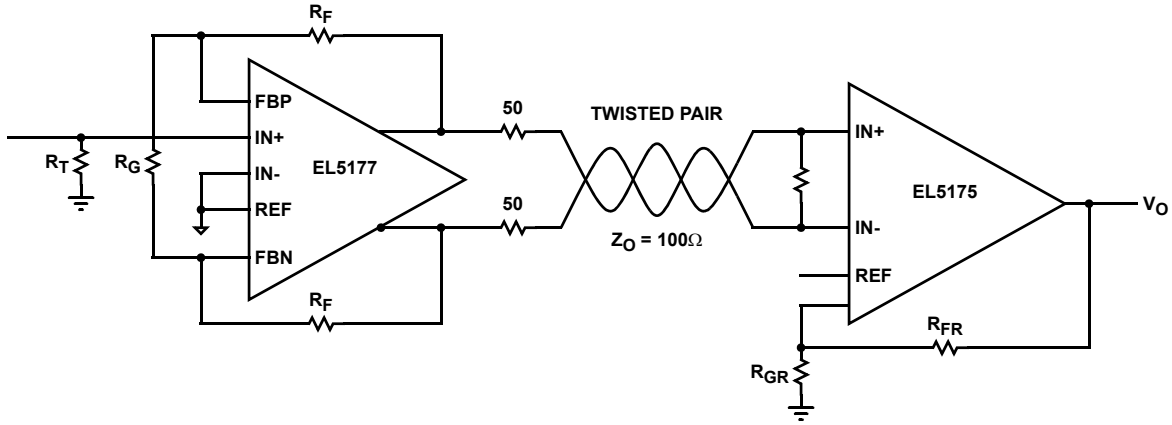 RF
50
FBP
TWISTED PAIR
IN+
IN+
RT
RG
IN-
EL5177
EL5175
REF
50
VO
FBN
ZO = 100Ω
IN-
REF
RF
RFR
RGR